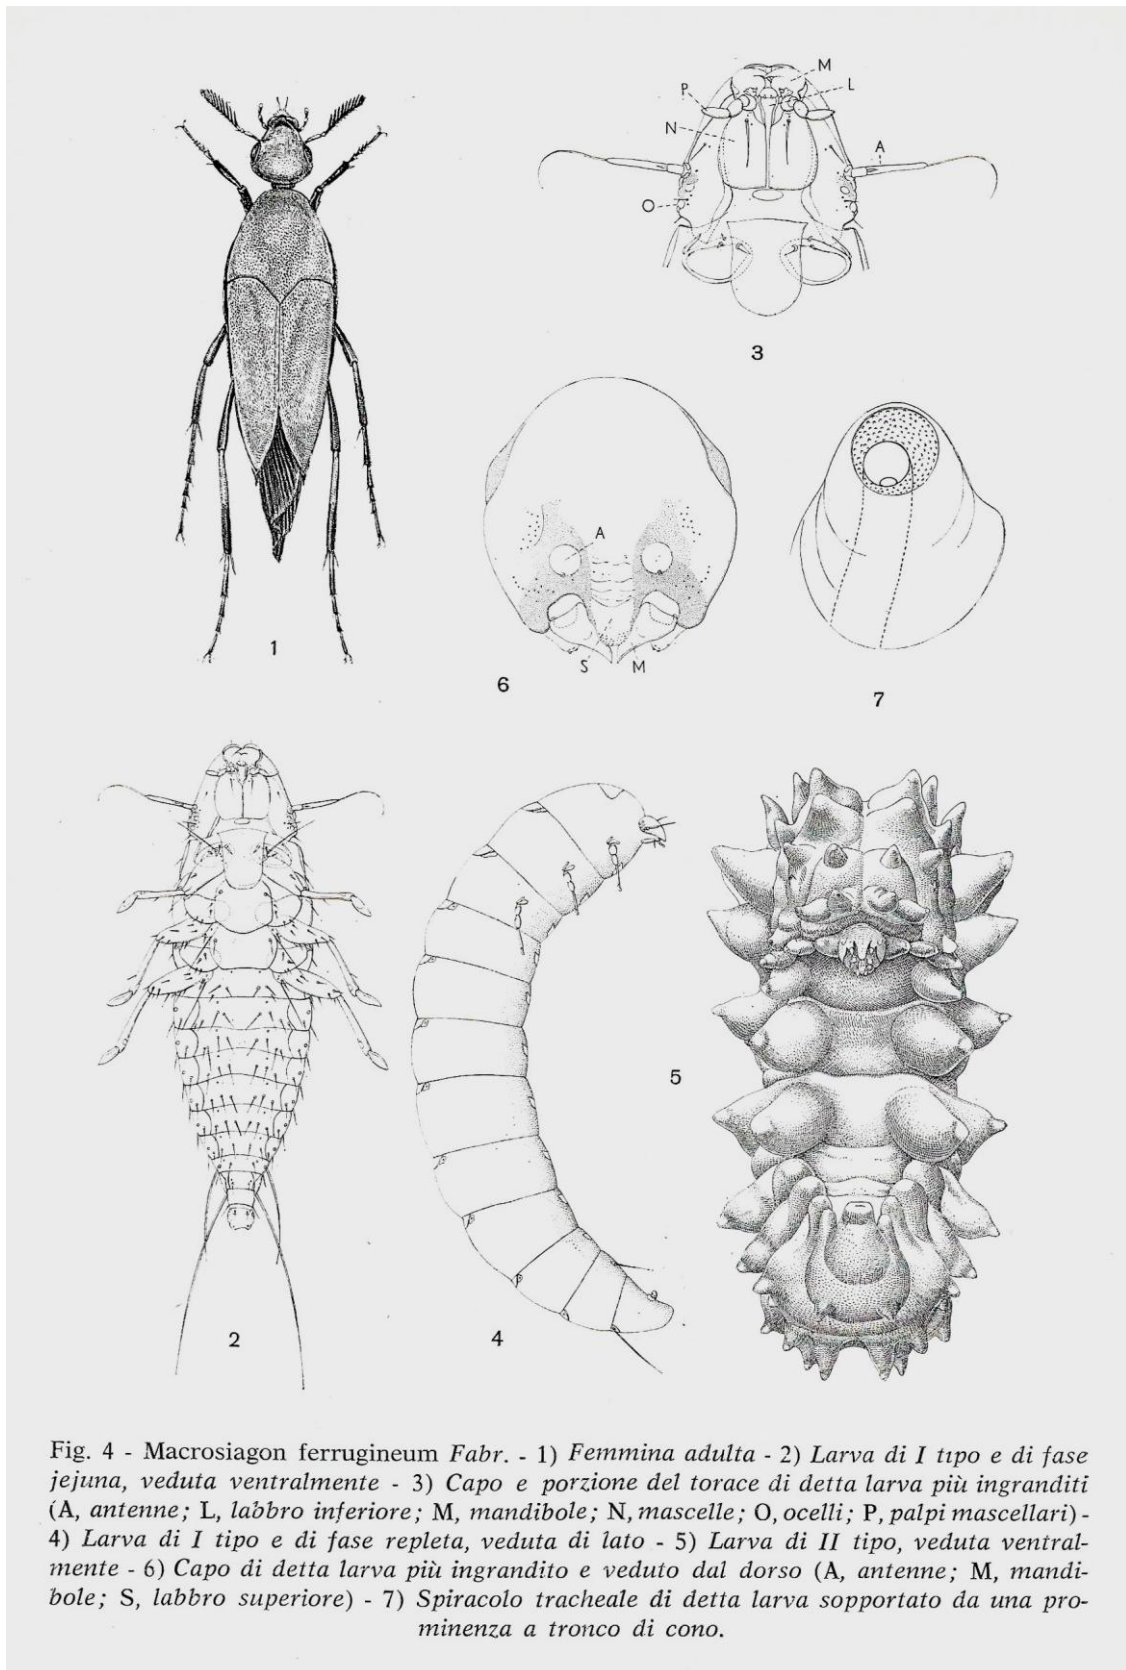 M
P
L
N
A
O
3
1
A
S
M
6
7
2
4
5
Fig. 4 - Macrosiagon ferrugineum Fabr. - 1) Femmina adulta - 2) Larva di I tipo e di fase
jejuna, veduta ventralmente - 3) Capo e porzione del torace di detta larva più ingranditi
(A, antenne; L, labbro inferiore; M, mandibole; N, mascelle; O, ocelli; P, palpi mascellari) -
4) Larva di I tipo e di fase repleta, veduta di lato - 5) Larva di II tipo, veduta ventral-
mente - 6) Capo di detta larva più ingrandito e veduto dal dorso (A, antenne; M, mandi-
bole; S, labbro superiore) - 7) Spiracolo tracheale di detta larva sopportato da una pro-
minenza a tronco di cono.